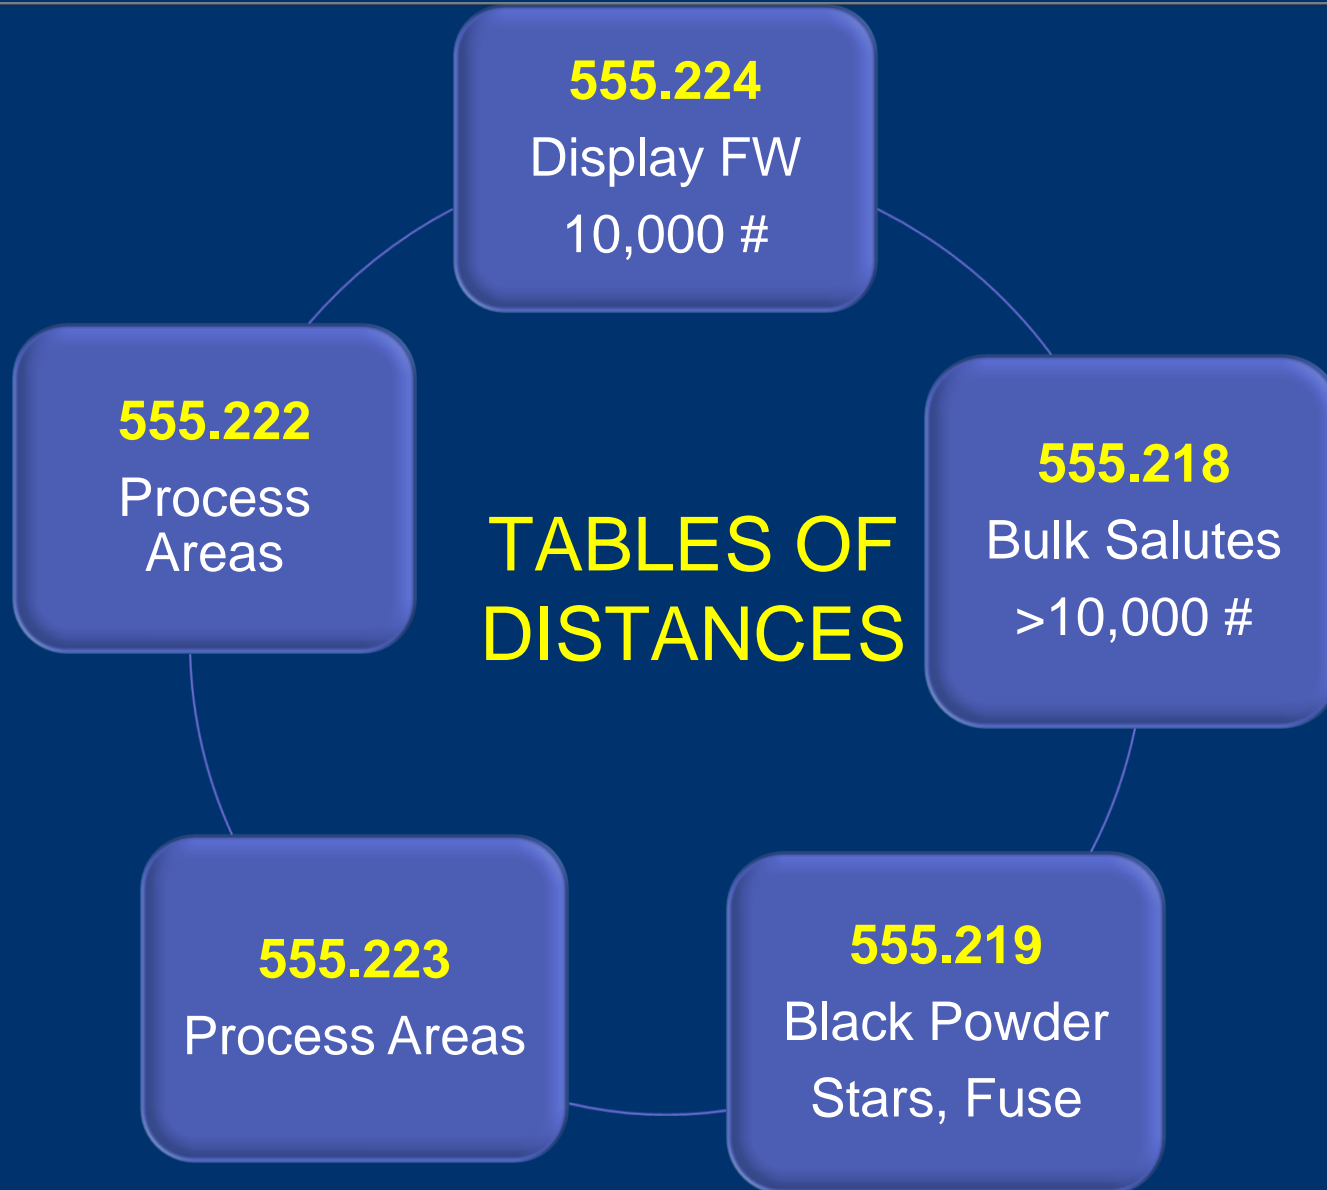 555.224
Display FW
10,000 #
555.222
Process
Areas
TABLES OF
DISTANCES
555.218
Bulk Salutes
>10,000 #
555.223
Process Areas
555.219
Black Powder
Stars, Fuse